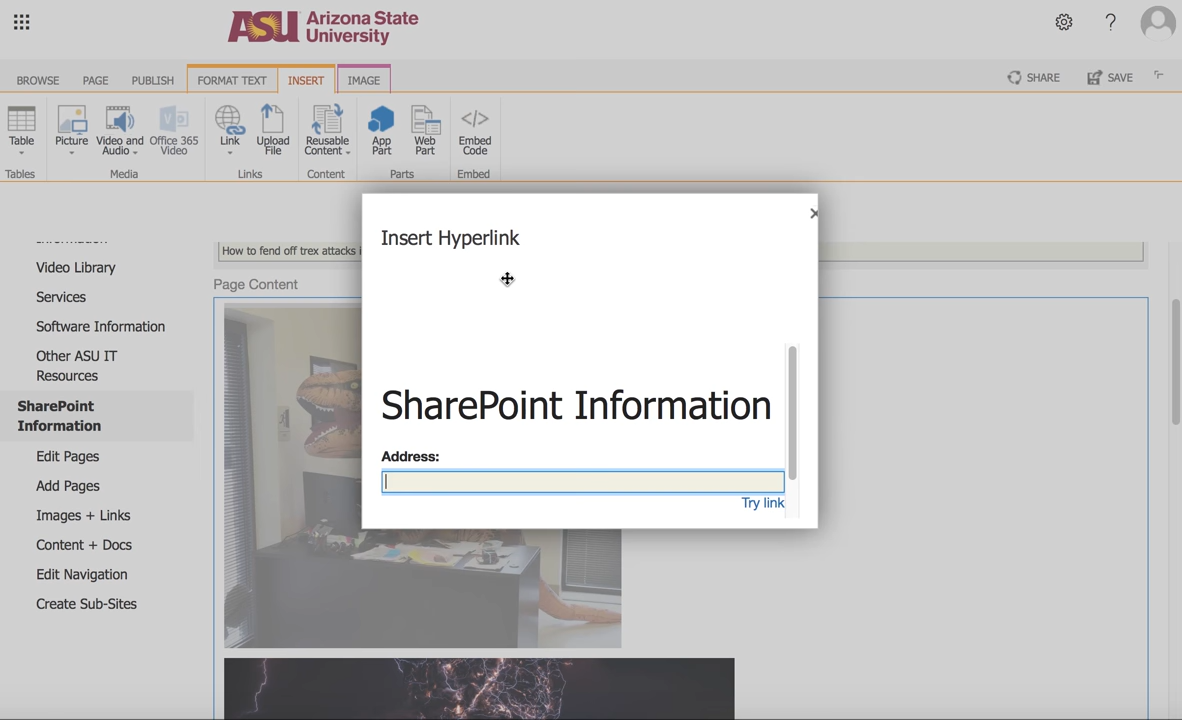 ASU Arizona State
University
?
BROWSE PAGE PUBLISH FORMAT TEXT INSERT IMAGE SHARE SAVE
Table Picture Video and Office 365 Link Upload Reusable App Web Embed
Audio Video File Content Part Part Code
Tables Media Links Content Parts Embed
×
Insert Hyperlink
Video Library
How to fend off trex attacks i
Page Content
Services
Software Information
Other ASU IT
Resources
SharePoint
Information
Edit Pages
Add Pages
Images + Links
Content + Docs
Edit Navigation
Create Sub-Sites
SharePoint Information
Address:
Try link